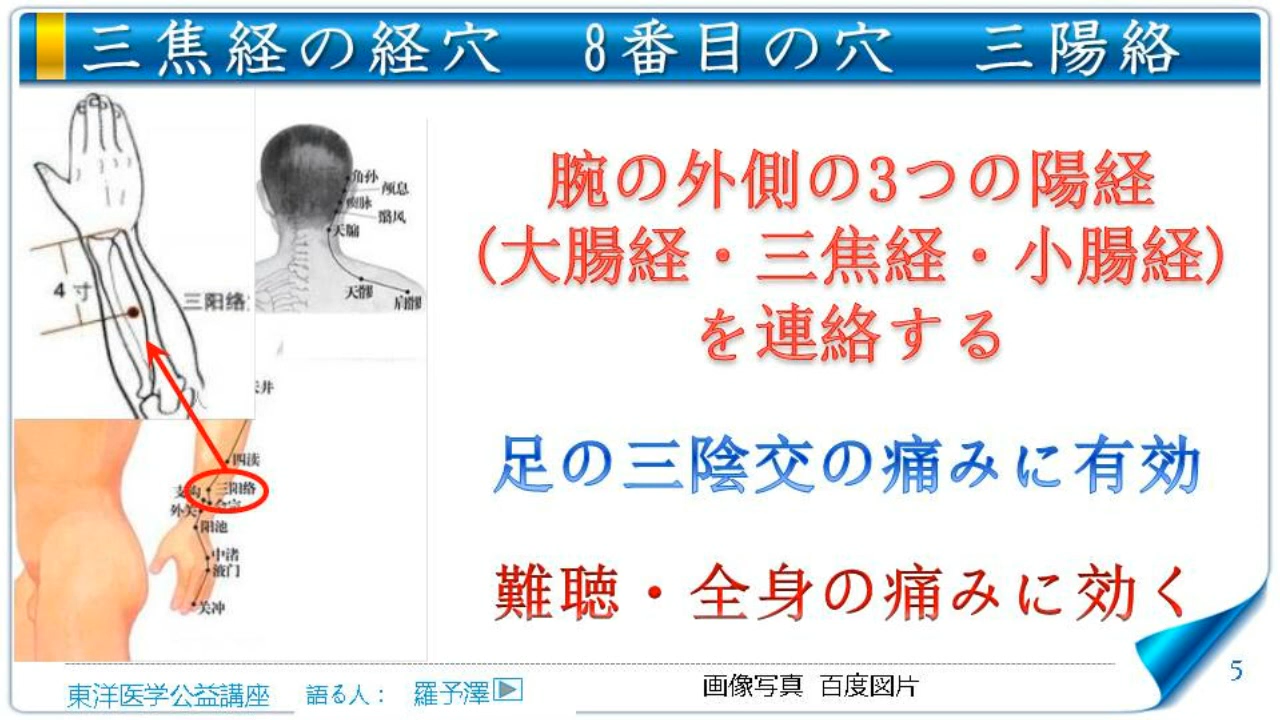 三焦経の経穴 8番目の穴 三陽絡
角孙
颅息
瘈脉
翳风
天牖
天髎
肩髎
4寸
三阳络
腕の外側の3つの陽経
(大腸経・三焦経・小腸経)
を連絡する
天井
四渎
支沟
三阳络
会宗
外关
阳池
中渚
液门
关冲
足の三陰交の痛みに有効
難聴・全身の痛みに効く
東洋医学公益講座 語る人: 羅予澤
画像写真 百度図片
5